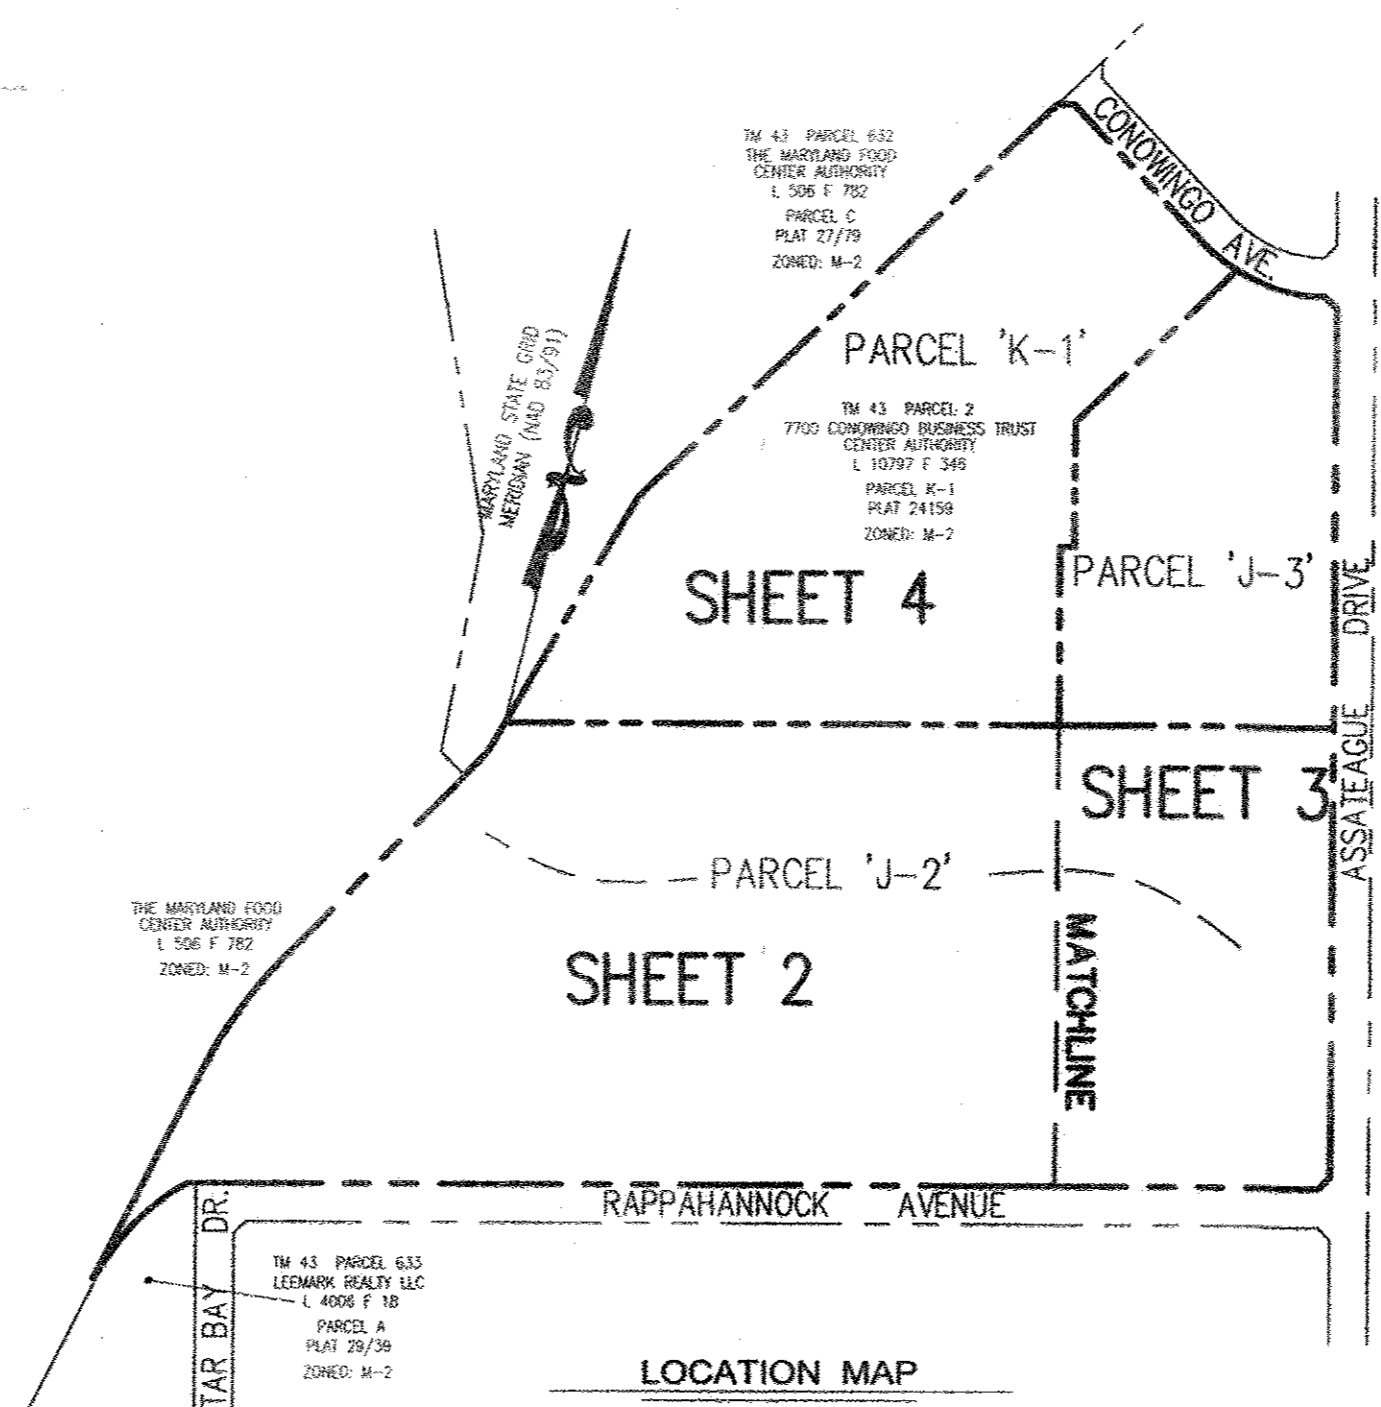 CONOWINGO AVE.
TM 43 PARCEL 632
THE MARYLAND FOOD
CENTER AUTHORITY
L 506 F 782
PARCEL C
PLAT 27/79
ZONED: M-2
MARYLAND STATE GRID
MERIDIAN (NAD 83/91)
PARCEL 'K-1'
TM 43 PARCEL 2
7700 CONOWINGO BUSINESS TRUST
CENTER AUTHORITY
L 10797 F 346
PARCEL K-1
PLAT 24159
ZONED: M-2
PARCEL 'J-3'
SHEET 4
ASSATEAGUE DRIVE
SHEET 3
PARCEL 'J-2'
THE MARYLAND FOOD
CENTER AUTHORITY
L 506 F 782
ZONED: M-2
SHEET 2
MATCHLINE
RAPPAHANNOCK AVENUE
TAR BAY DR.
TM 43 PARCEL 633
LEEMARK REALTY LLC
L 4006 F 18
PARCEL A
PLAT 29/39
ZONED: M-2
LOCATION MAP